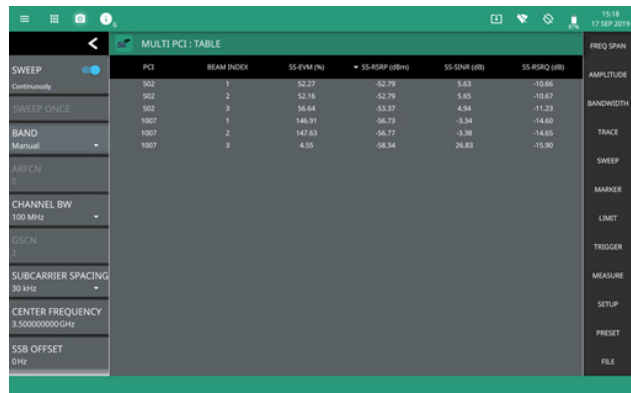 6
87%
15:18
17 SEP 2019
MULTI PCI : TABLE
FREQ SPAN
SWEEP
Continuously
PCI BEAM INDEX SS-EVM (%) SS-RSRP (dBm) SS-SINR (dB) SS-RSRQ (dB)
502 1 52.27 -52.79 5.63 -10.66
502 2 52.16 -52.79 5.65 -10.67
502 3 56.64 -53.37 4.94 -11.23
1007 1 146.91 -56.73 -3.34 -14.60
1007 2 147.63 -56.77 -3.38 -14.65
1007 3 4.55 -58.34 26.83 -15.90
SWEEP ONCE
BAND
Manual
ARFCN
0
CHANNEL BW
100 MHz
GSCN
2
SUBCARRIER SPACING
30 kHz
CENTER FREQUENCY
3.500000000 GHz
SSB OFFSET
0 Hz
AMPLITUDE
BANDWIDTH
TRACE
SWEEP
MARKER
LIMIT
TRIGGER
MEASURE
SETUP
PRESET
FILE